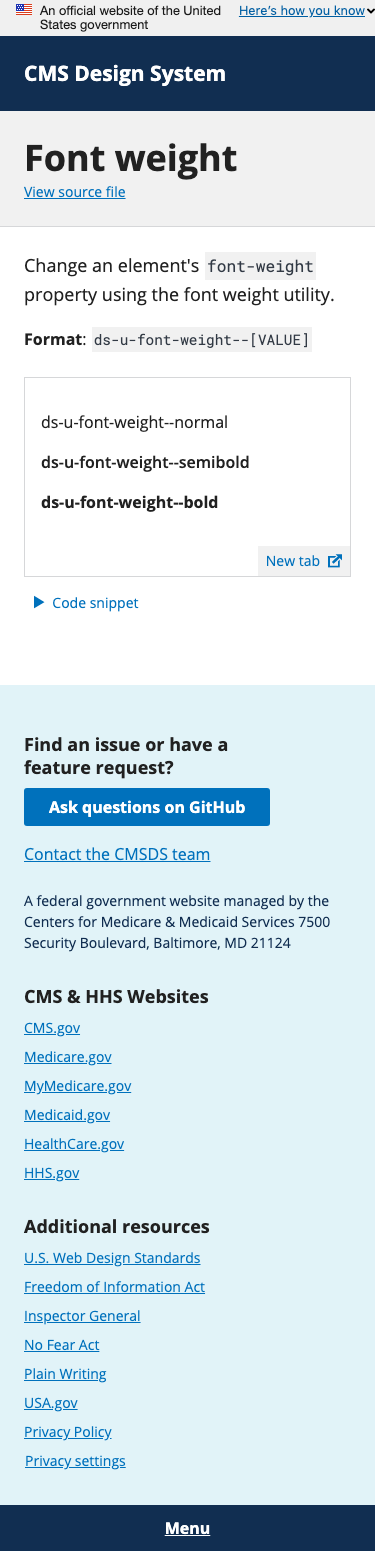 An official website of the United
States government
Here's how you know
CMS Design System
Font weight
View source file
Change an element's font-weight
property using the font weight utility.
Format: ds-u-font-weight--[VALUE]
ds-u-font-weight--normal
ds-u-font-weight--semibold
ds-u-font-weight--bold
New tab
Code snippet
Find an issue or have a
feature request?
Ask questions on GitHub
Contact the CMSDS team
A federal government website managed by the
Centers for Medicare & Medicaid Services 7500
Security Boulevard, Baltimore, MD 21124
CMS & HHS Websites
CMS.gov
Medicare.gov
MyMedicare.gov
Medicaid.gov
HealthCare.gov
HHS.gov
Additional resources
U.S. Web Design Standards
Freedom of Information Act
Inspector General
No Fear Act
Plain Writing
USA.gov
Privacy Policy
Privacy settings
Menu